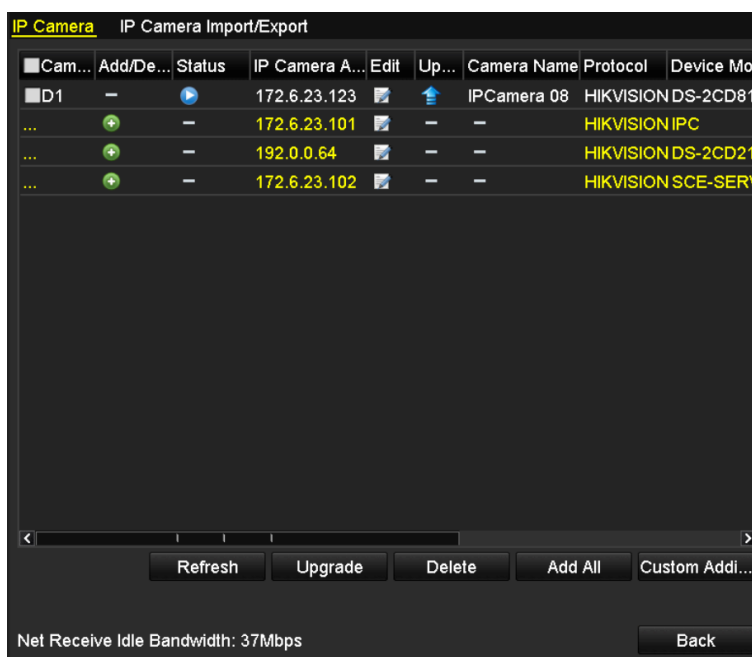 IP Camera IP Camera Import/Export
Cam... Add/De... Status IP Camera A... Edit Up... Camera Name Protocol Device Mo
D1 – 172.6.23.123 IPCamera 08 HIKVISION DS-2CD81
... – 172.6.23.101 – – HIKVISION IPC
... – 192.0.0.64 – – HIKVISION DS-2CD21
... – 172.6.23.102 – – HIKVISION SCE-SERV
Refresh Upgrade Delete Add All Custom Addi...
Net Receive Idle Bandwidth: 37Mbps Back